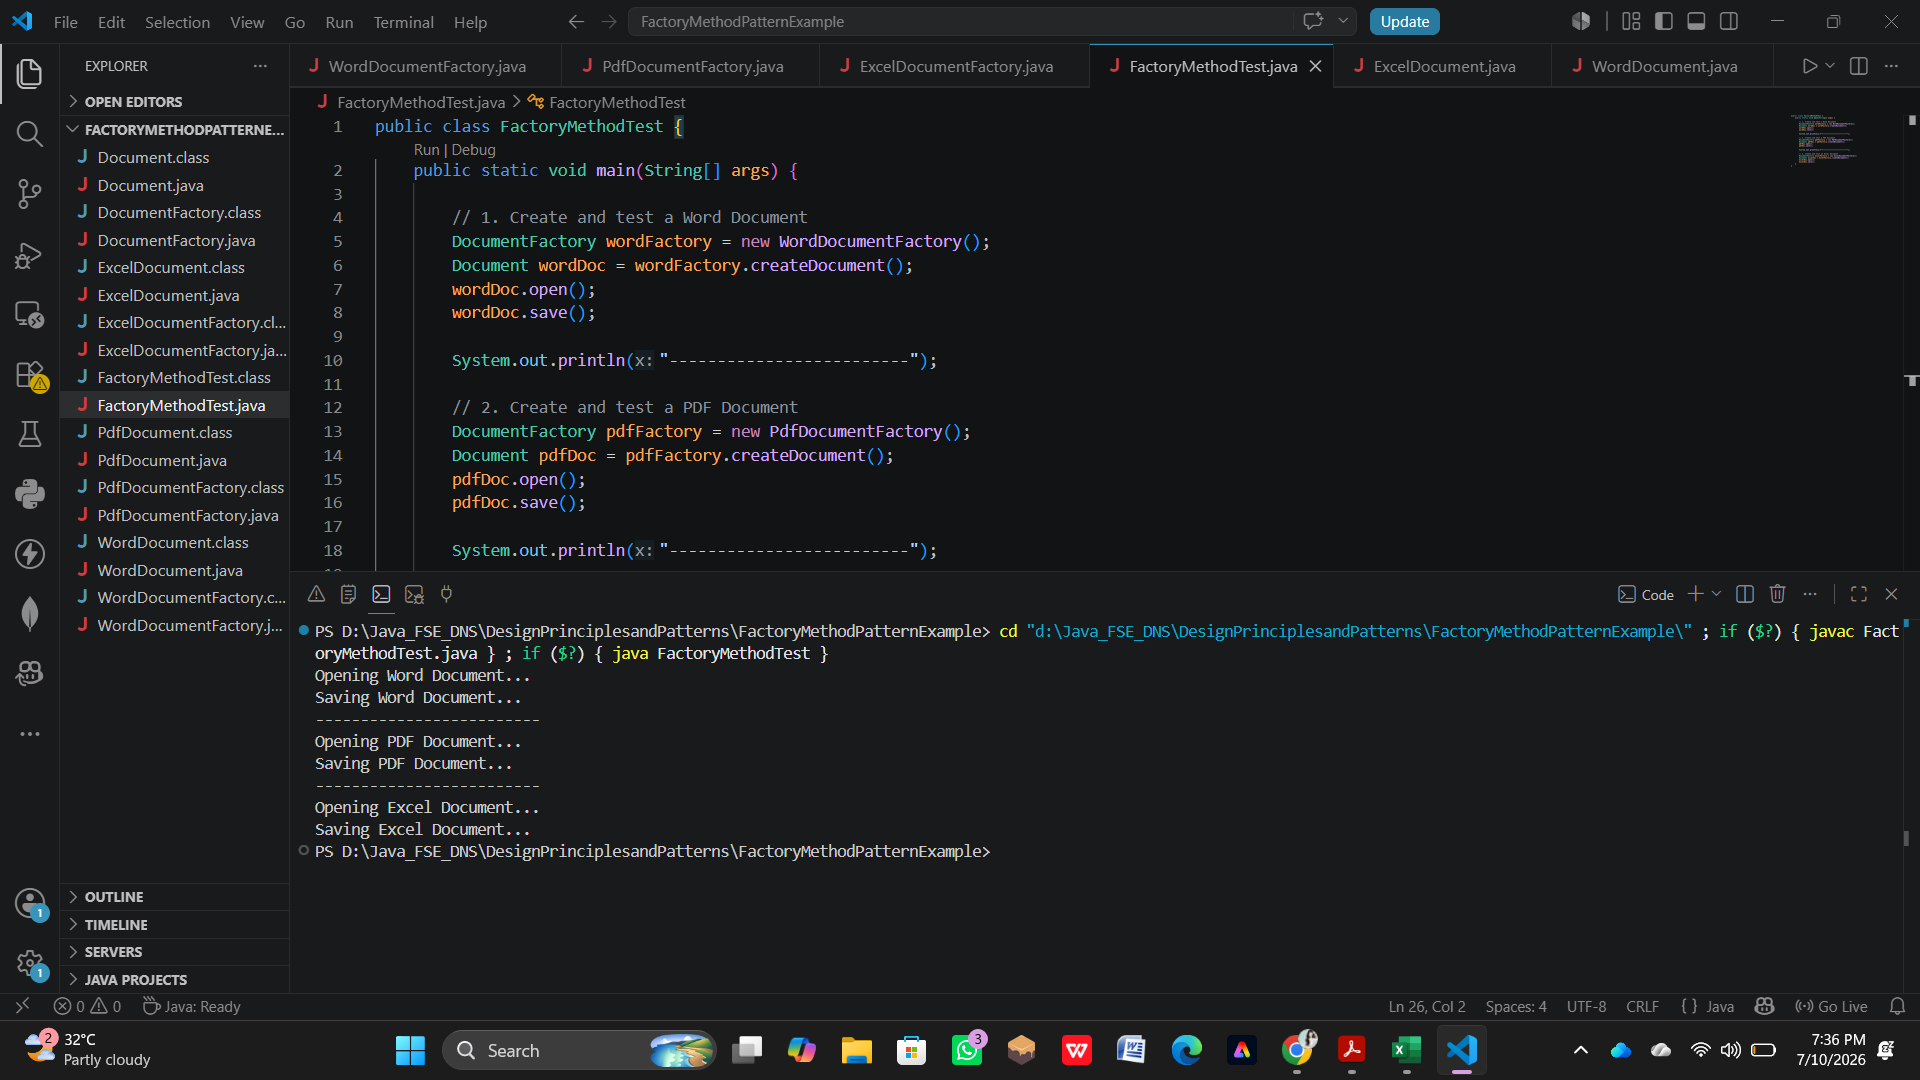 File Edit Selection View Go Run Terminal Help
FactoryMethodPatternExample
Update
EXPLORER
OPEN EDITORS
FACTORYMETHODPATTERNE...
Document.class
Document.java
DocumentFactory.class
DocumentFactory.java
ExcelDocument.class
ExcelDocument.java
ExcelDocumentFactory.cl...
ExcelDocumentFactory.ja...
FactoryMethodTest.class
FactoryMethodTest.java
PdfDocument.class
PdfDocument.java
PdfDocumentFactory.class
PdfDocumentFactory.java
WordDocument.class
WordDocument.java
WordDocumentFactory.c...
WordDocumentFactory.j...
OUTLINE
TIMELINE
SERVERS
JAVA PROJECTS
WordDocumentFactory.java PdfDocumentFactory.java ExcelDocumentFactory.java FactoryMethodTest.java ExcelDocument.java WordDocument.java
FactoryMethodTest.java > FactoryMethodTest
1 public class FactoryMethodTest {
Run | Debug
2 public static void main(String[] args) {
3
4 // 1. Create and test a Word Document
5 DocumentFactory wordFactory = new WordDocumentFactory();
6 Document wordDoc = wordFactory.createDocument();
7 wordDoc.open();
8 wordDoc.save();
9
10 System.out.println(x: "-------------------------");
11
12 // 2. Create and test a PDF Document
13 DocumentFactory pdfFactory = new PdfDocumentFactory();
14 Document pdfDoc = pdfFactory.createDocument();
15 pdfDoc.open();
16 pdfDoc.save();
17
18 System.out.println(x: "-------------------------");
Code
PS D:\Java_FSE_DNS\DesignPrinciplesandPatterns\FactoryMethodPatternExample> cd "d:\Java_FSE_DNS\DesignPrinciplesandPatterns\FactoryMethodPatternExample\" ; if ($?) { javac Fact
oryMethodTest.java } ; if ($?) { java FactoryMethodTest }
Opening Word Document...
Saving Word Document...
-------------------------
Opening PDF Document...
Saving PDF Document...
-------------------------
Opening Excel Document...
Saving Excel Document...
PS D:\Java_FSE_DNS\DesignPrinciplesandPatterns\FactoryMethodPatternExample>
1
1
0 0 Java: Ready
Ln 26, Col 2 Spaces: 4 UTF-8 CRLF { } Java Go Live
2
32°C
Partly cloudy
Search
3
7:36 PM
7/10/2026